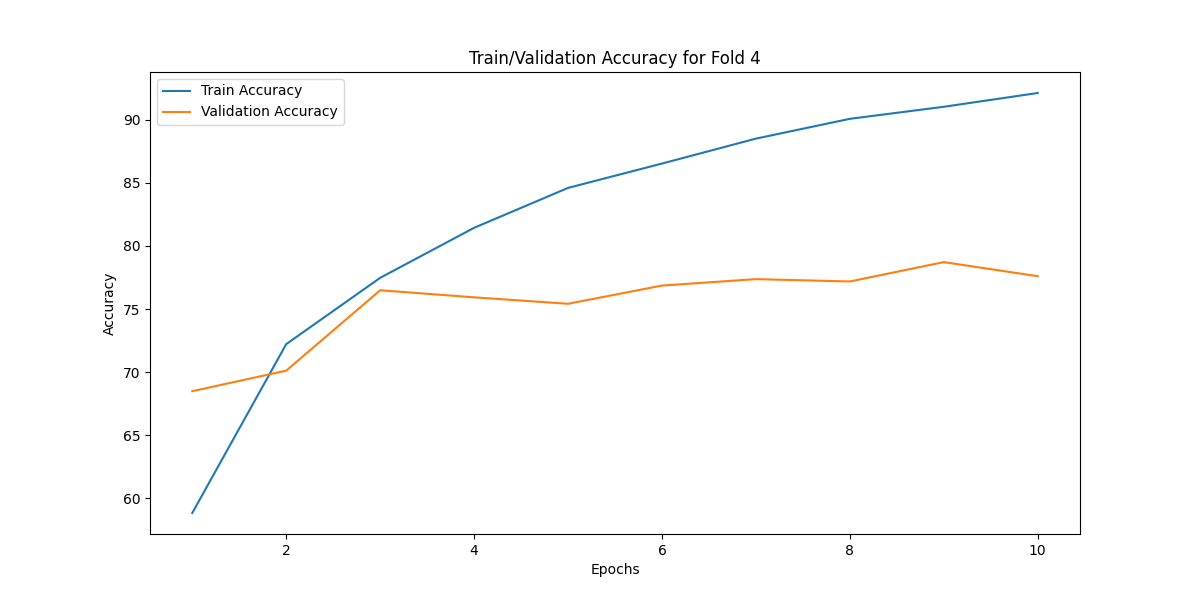 Train/Validation Accuracy for Fold 4
Train Accuracy
Validation Accuracy
90
85
80
75
70
65
60
Accuracy
2 4 6 8 10
Epochs